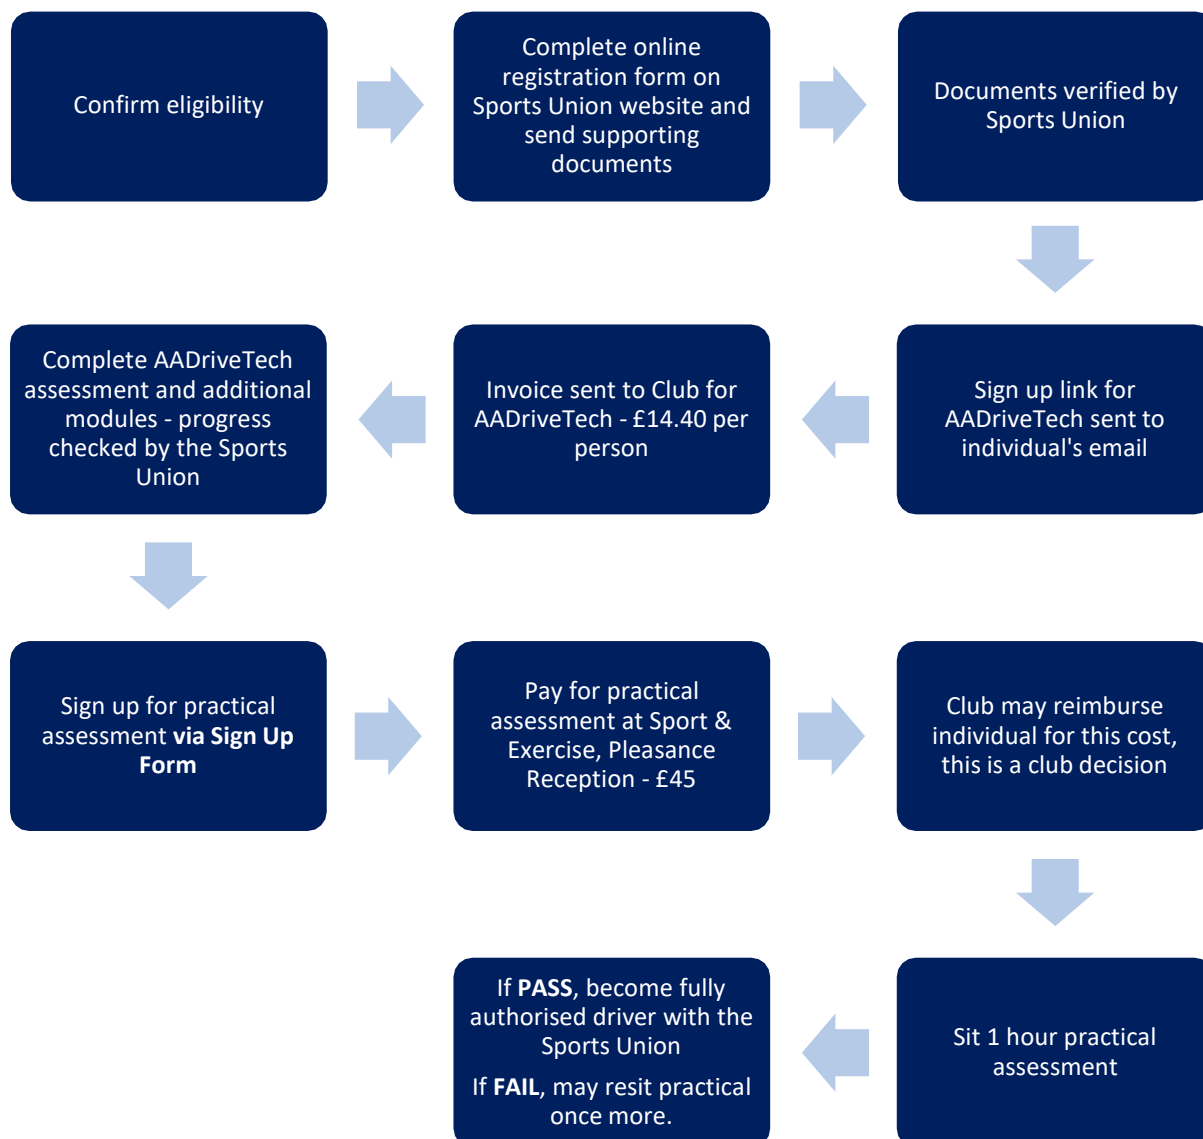 Confirm eligibility
Complete online
registration form on
Sports Union website and
send supporting
documents
Documents verified by
Sports Union
Sign up link for
AADriveTech sent to
individual's email
Invoice sent to Club for
AADriveTech - £14.40 per
person
Complete AADriveTech
assessment and additional
modules - progress
checked by the Sports
Union
Sign up for practical
assessment via Sign Up
Form
Pay for practical
assessment at Sport &
Exercise, Pleasance
Reception - £45
Club may reimburse
individual for this cost,
this is a club decision
Sit 1 hour practical
assessment
If PASS, become fully
authorised driver with the
Sports Union
If FAIL, may resit practical
once more.